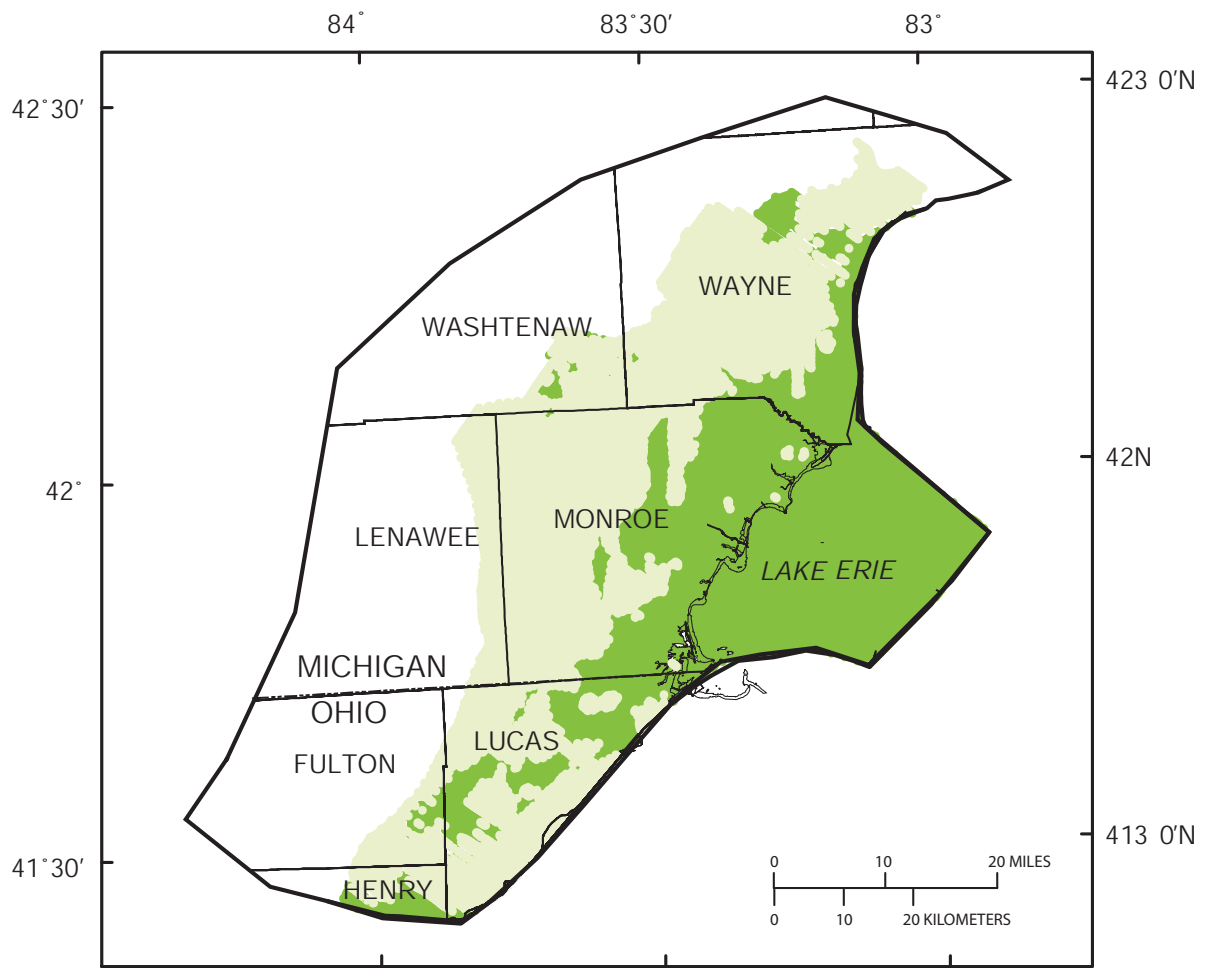 84˚ 83˚30′ 83˚
42˚30′ 423 0′N
WAYNE
WASHTENAW
42N
42˚
MONROE
LENAWEE
LAKE ERIE
MICHIGAN
OHIO
LUCAS
FULTON
413 0′N
41˚30′
0 10 20 MILES
HENRY
0 10 20 KILOMETERS